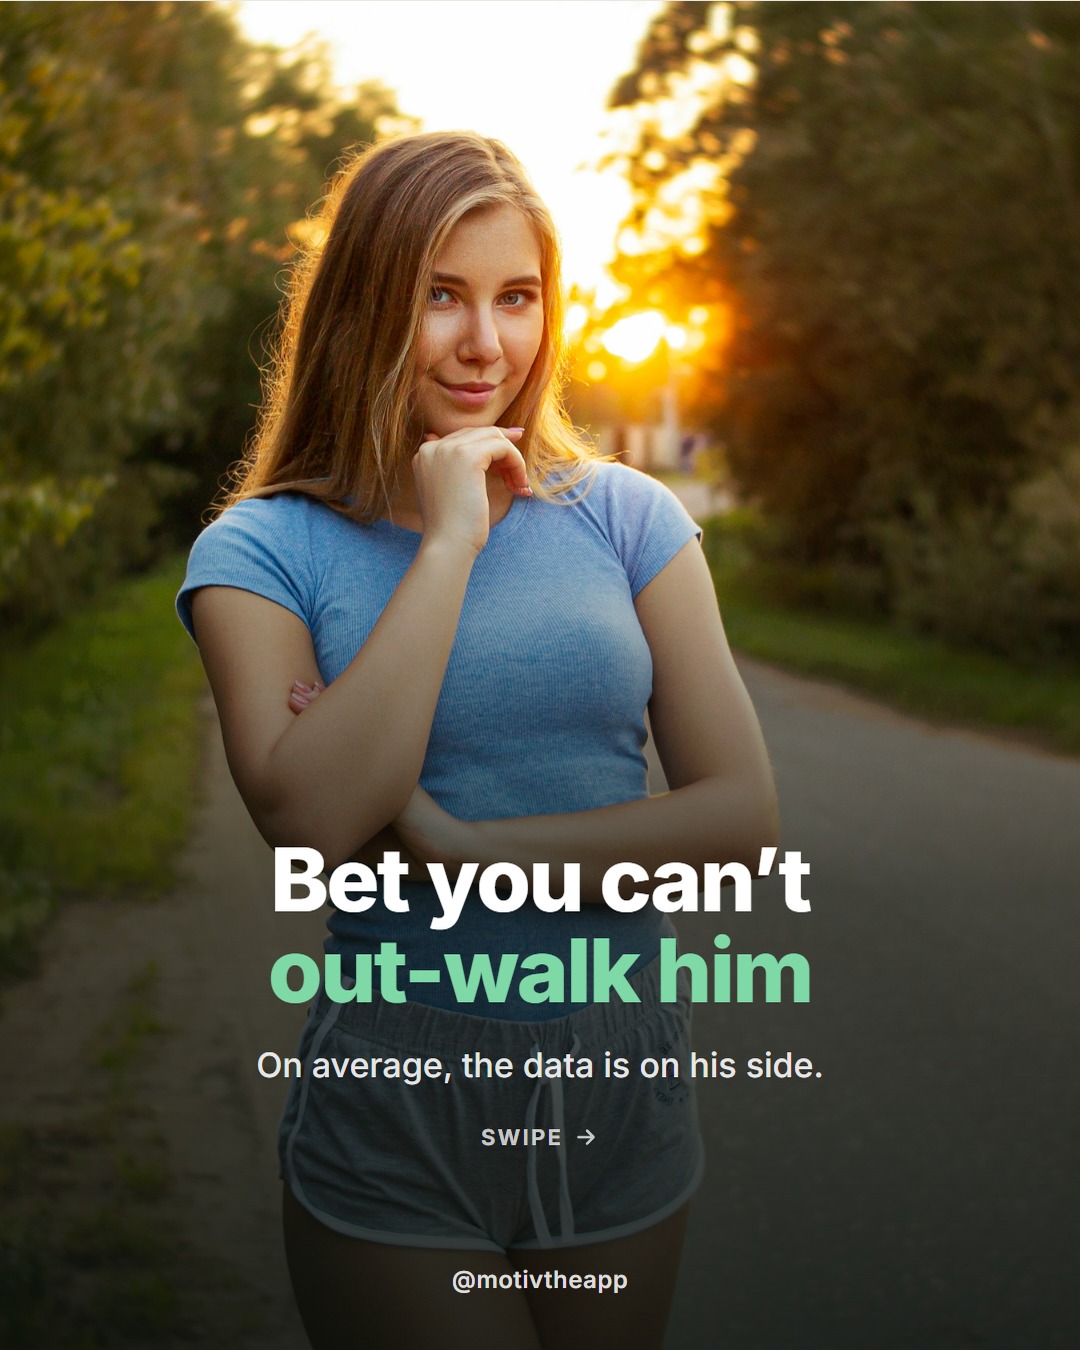 Bet you can’t
out-walk him
On average, the data is on his side.
SWIPE →
@motivtheapp